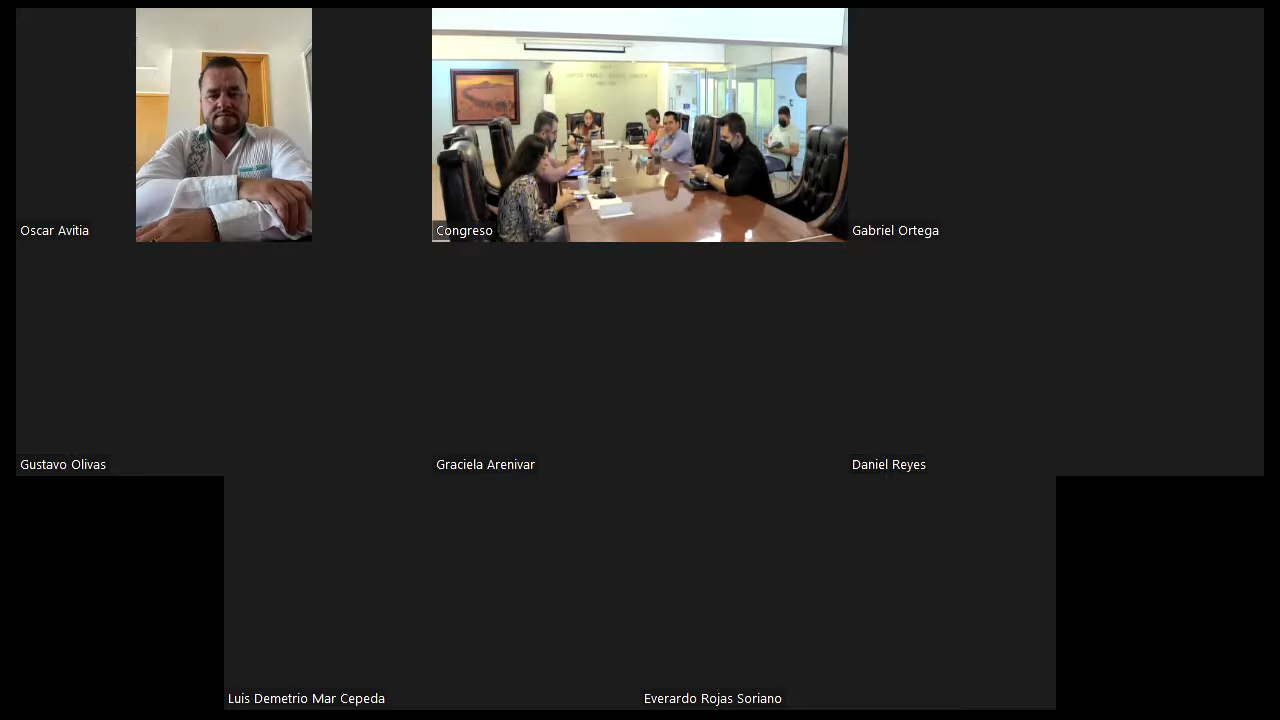 Oscar Avitia
Congreso
Gabriel Ortega
Gustavo Olivas
Graciela Arenivar
Daniel Reyes
Luis Demetrio Mar Cepeda
Everardo Rojas Soriano